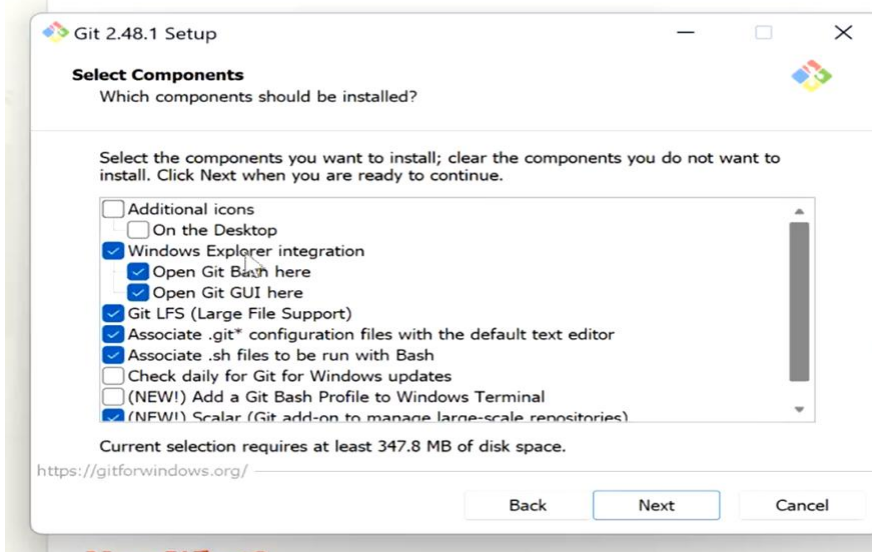 Git 2.48.1 Setup
Select Components
Which components should be installed?
Select the components you want to install; clear the components you do not want to
install. Click Next when you are ready to continue.
Additional icons
On the Desktop
Windows Explorer integration
Open Git Bash here
Open Git GUI here
Git LFS (Large File Support)
Associate .git* configuration files with the default text editor
Associate .sh files to be run with Bash
Check daily for Git for Windows updates
(NEW!) Add a Git Bash Profile to Windows Terminal
(NEW!) Scalar (Git add-on to manage large-scale repositories)
Current selection requires at least 347.8 MB of disk space.
https://gitforwindows.org/
Back Next Cancel